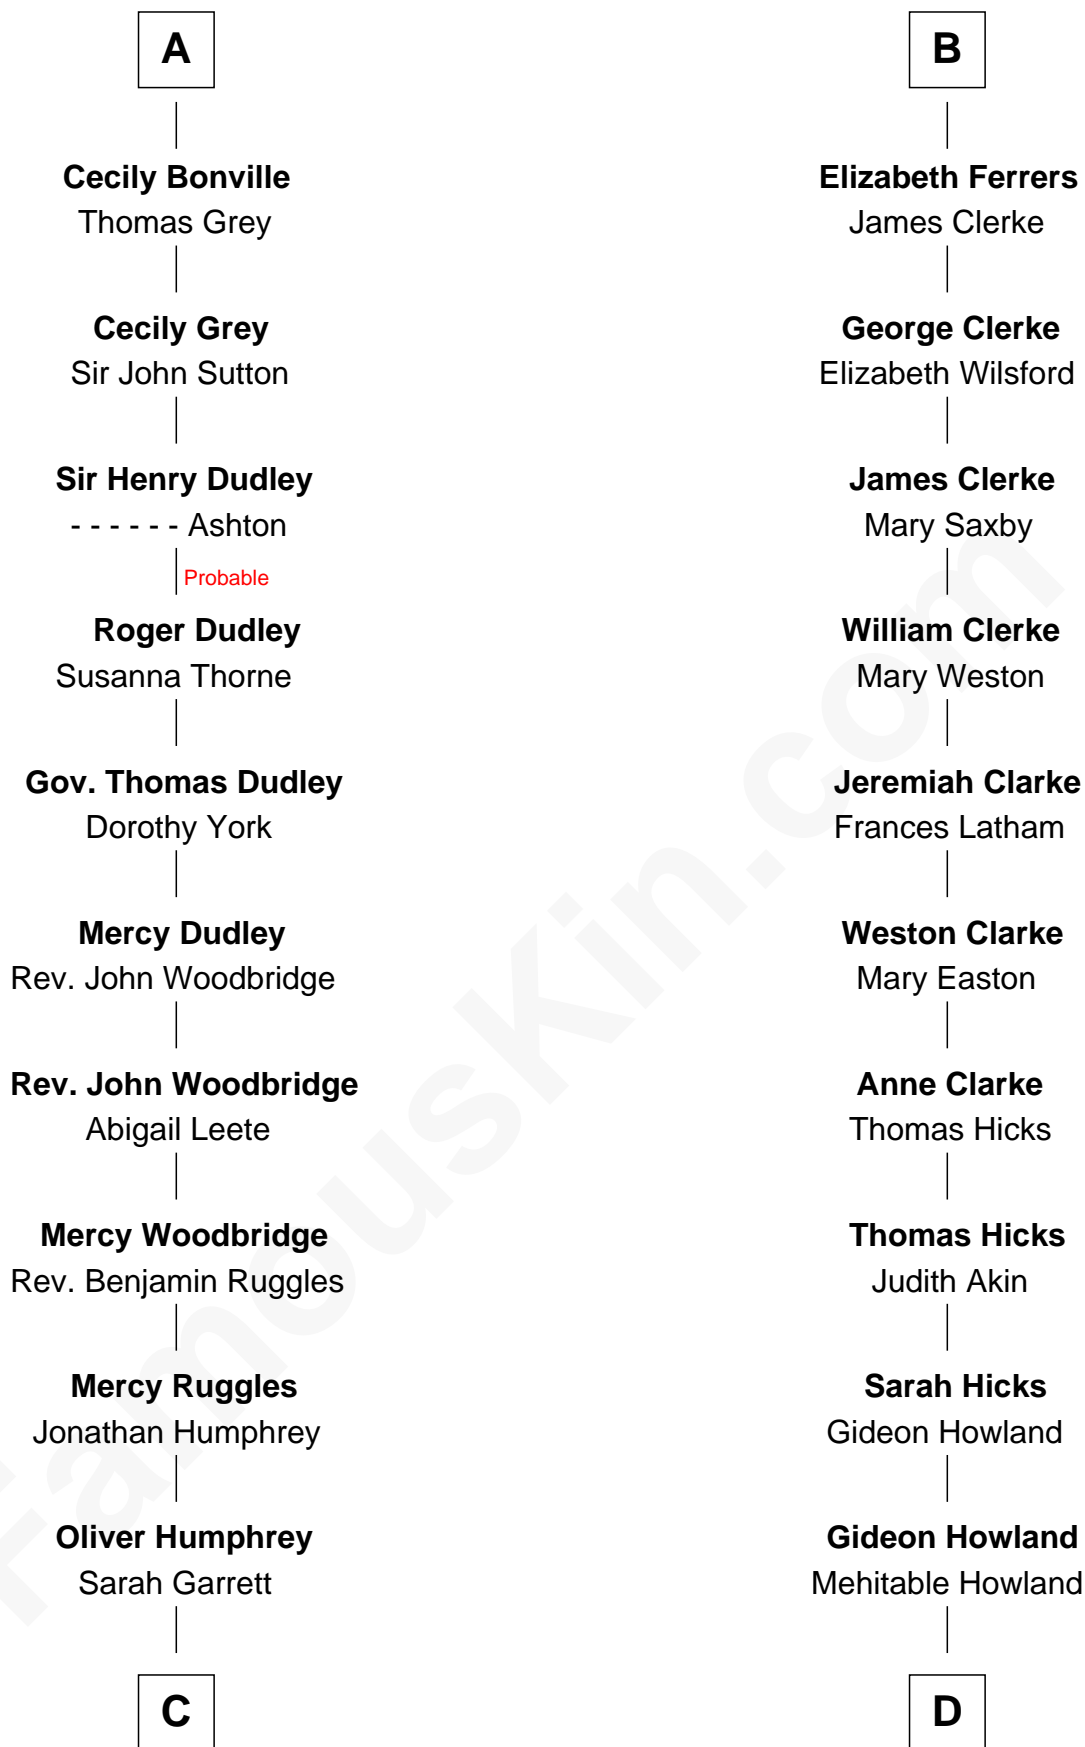 A
Cecily Bonville
Thomas Grey
Cecily Grey
Sir John Sutton
Sir Henry Dudley
- - - - - - Ashton
Probable
Roger Dudley
Susanna Thorne
Gov. Thomas Dudley
Dorothy York
Mercy Dudley
Rev. John Woodbridge
Rev. John Woodbridge
Abigail Leete
Mercy Woodbridge
Rev. Benjamin Ruggles
Mercy Ruggles
Jonathan Humphrey
Oliver Humphrey
Sarah Garrett
C
B
Elizabeth Ferrers
James Clerke
George Clerke
Elizabeth Wilsford
James Clerke
Mary Saxby
William Clerke
Mary Weston
Jeremiah Clarke
Frances Latham
Weston Clarke
Mary Easton
Anne Clarke
Thomas Hicks
Thomas Hicks
Judith Akin
Sarah Hicks
Gideon Howland
Gideon Howland
Mehitable Howland
D
FamousKin.com